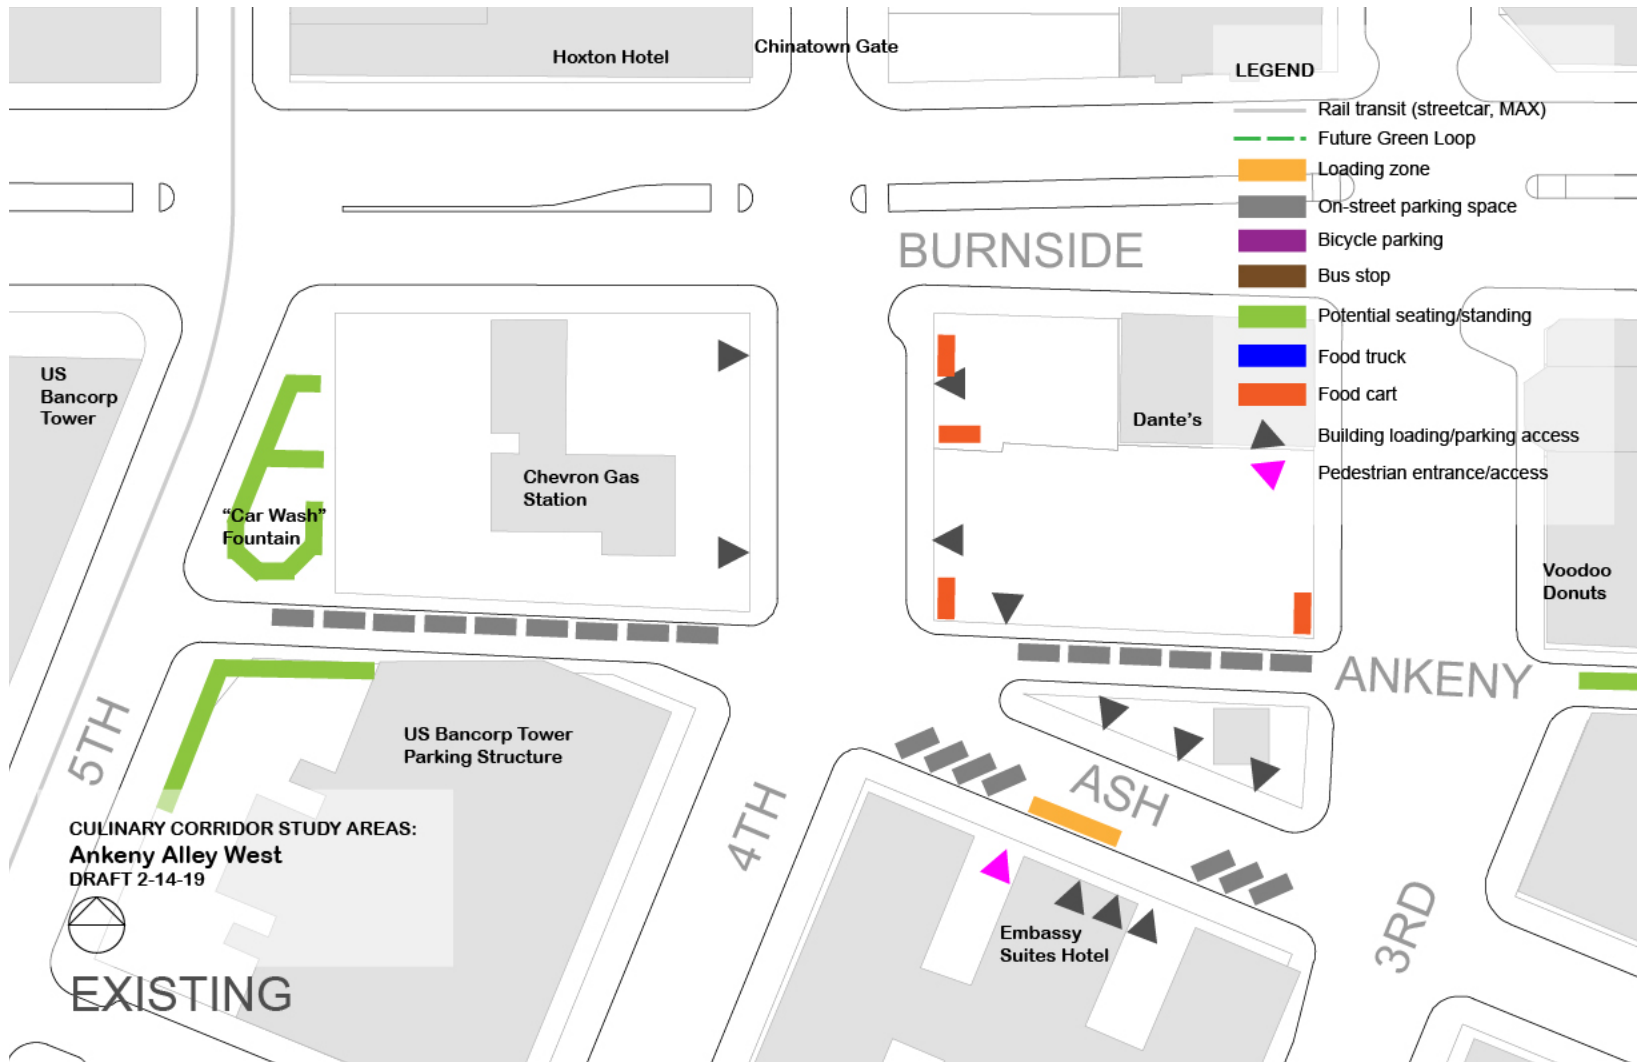 Hoxton Hotel
Chinatown Gate
LEGEND
Rail transit (streetcar, MAX)
Future Green Loop
Loading zone
On-street parking space
Bicycle parking
Bus stop
Potential seating/standing
Food truck
Food cart
Building loading/parking access
Pedestrian entrance/access
BURNSIDE
US
Bancorp
Tower
Dante's
Chevron Gas
Station
"Car Wash"
Fountain
Voodoo
Donuts
ANKENY
5TH
US Bancorp Tower
Parking Structure
4TH
ASH
3RD
Embassy
Suites Hotel
CULINARY CORRIDOR STUDY AREAS:
Ankeny Alley West
DRAFT 2-14-19
EXISTING